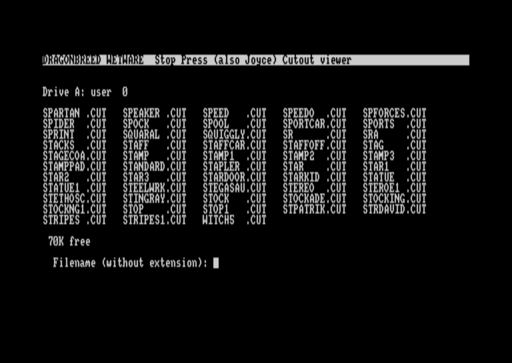 DRAGONBREED WETWARE  Stop Press (also Joyce) Cutout viewer
Drive A: user  0
SPARTAN .CUT  SPEAKER .CUT  SPEED   .CUT  SPEEDO  .CUT  SPFORCES.CUT
SPIDER  .CUT  SPOCK   .CUT  SPOOL   .CUT  SPORTCAR.CUT  SPORTS  .CUT
SPRINT  .CUT  SQUARAL .CUT  SQUIGGLY.CUT  SR      .CUT  SRA     .CUT
STACKS  .CUT  STAFF   .CUT  STAFFCAR.CUT  STAFFOFF.CUT  STAG    .CUT
STAGECOA.CUT  STAMP   .CUT  STAMP1  .CUT  STAMP2  .CUT  STAMP3  .CUT
STAMPPAD.CUT  STANDARD.CUT  STAPLER .CUT  STAR    .CUT  STAR1   .CUT
STAR2   .CUT  STAR3   .CUT  STARDOOR.CUT  STARKID .CUT  STATUE  .CUT
STATUE1 .CUT  STEELWRK.CUT  STEGASAU.CUT  STEREO  .CUT  STEROE1 .CUT
STETHOSC.CUT  STINGRAY.CUT  STOCK   .CUT  STOCKADE.CUT  STOCKING.CUT
STOCKNG1.CUT  STOP    .CUT  STOP1   .CUT  STPATRIK.CUT  STRDAVID.CUT
STRIPES .CUT  STRIPES1.CUT  WITCH5  .CUT
70K free
Filename (without extension):